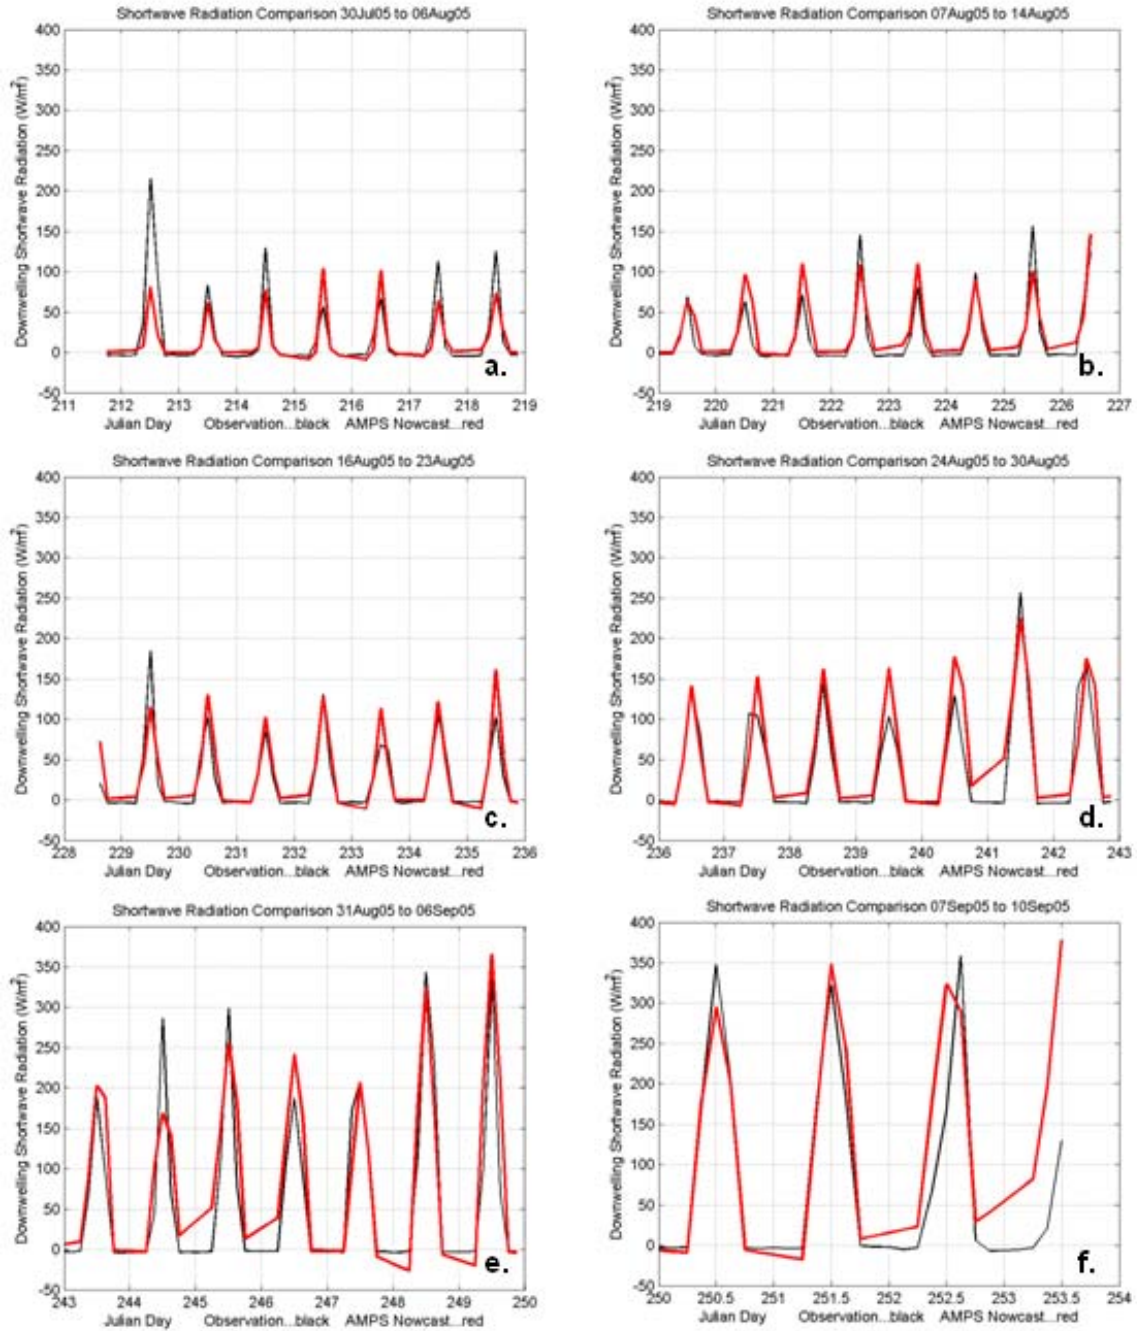 Shortwave Radiation Comparison 30Jul05 to 06Aug05
Downwelling Shortwave Radiation (W/m²)
400
350
300
250
200
150
100
50
0
-50
a.
211 212 213 214 215 216 217 218 219
Julian Day Observation...black AMPS Nowcast...red
Shortwave Radiation Comparison 07Aug05 to 14Aug05
Downwelling Shortwave Radiation (W/m²)
400
350
300
250
200
150
100
50
0
-50
b.
219 220 221 222 223 224 225 226 227
Julian Day Observation...black AMPS Nowcast...red
Shortwave Radiation Comparison 16Aug05 to 23Aug05
Downwelling Shortwave Radiation (W/m²)
400
350
300
250
200
150
100
50
0
-50
c.
228 229 230 231 232 233 234 235 236
Julian Day Observation...black AMPS Nowcast...red
Shortwave Radiation Comparison 24Aug05 to 30Aug05
Downwelling Shortwave Radiation (W/m²)
400
350
300
250
200
150
100
50
0
-50
d.
236 237 238 239 240 241 242 243
Julian Day Observation...black AMPS Nowcast...red
Shortwave Radiation Comparison 31Aug05 to 06Sep05
Downwelling Shortwave Radiation (W/m²)
400
350
300
250
200
150
100
50
0
-50
e.
243 244 245 246 247 248 249 250
Julian Day Observation...black AMPS Nowcast...red
Shortwave Radiation Comparison 07Sep05 to 10Sep05
Downwelling Shortwave Radiation (W/m²)
400
350
300
250
200
150
100
50
0
-50
f.
250 250.5 251 251.5 252 252.5 253 253.5 254
Julian Day Observation...black AMPS Nowcast...red